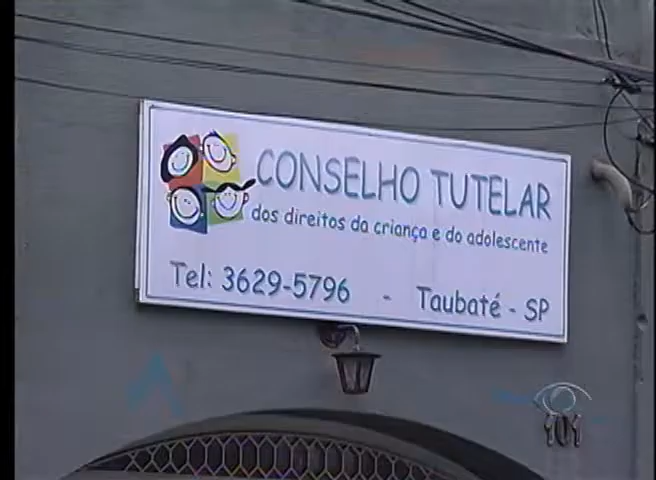 CONSELHO TUTELAR
dos direitos da criança e do adolescente
Tel: 3629-5796 - Taubaté - SP